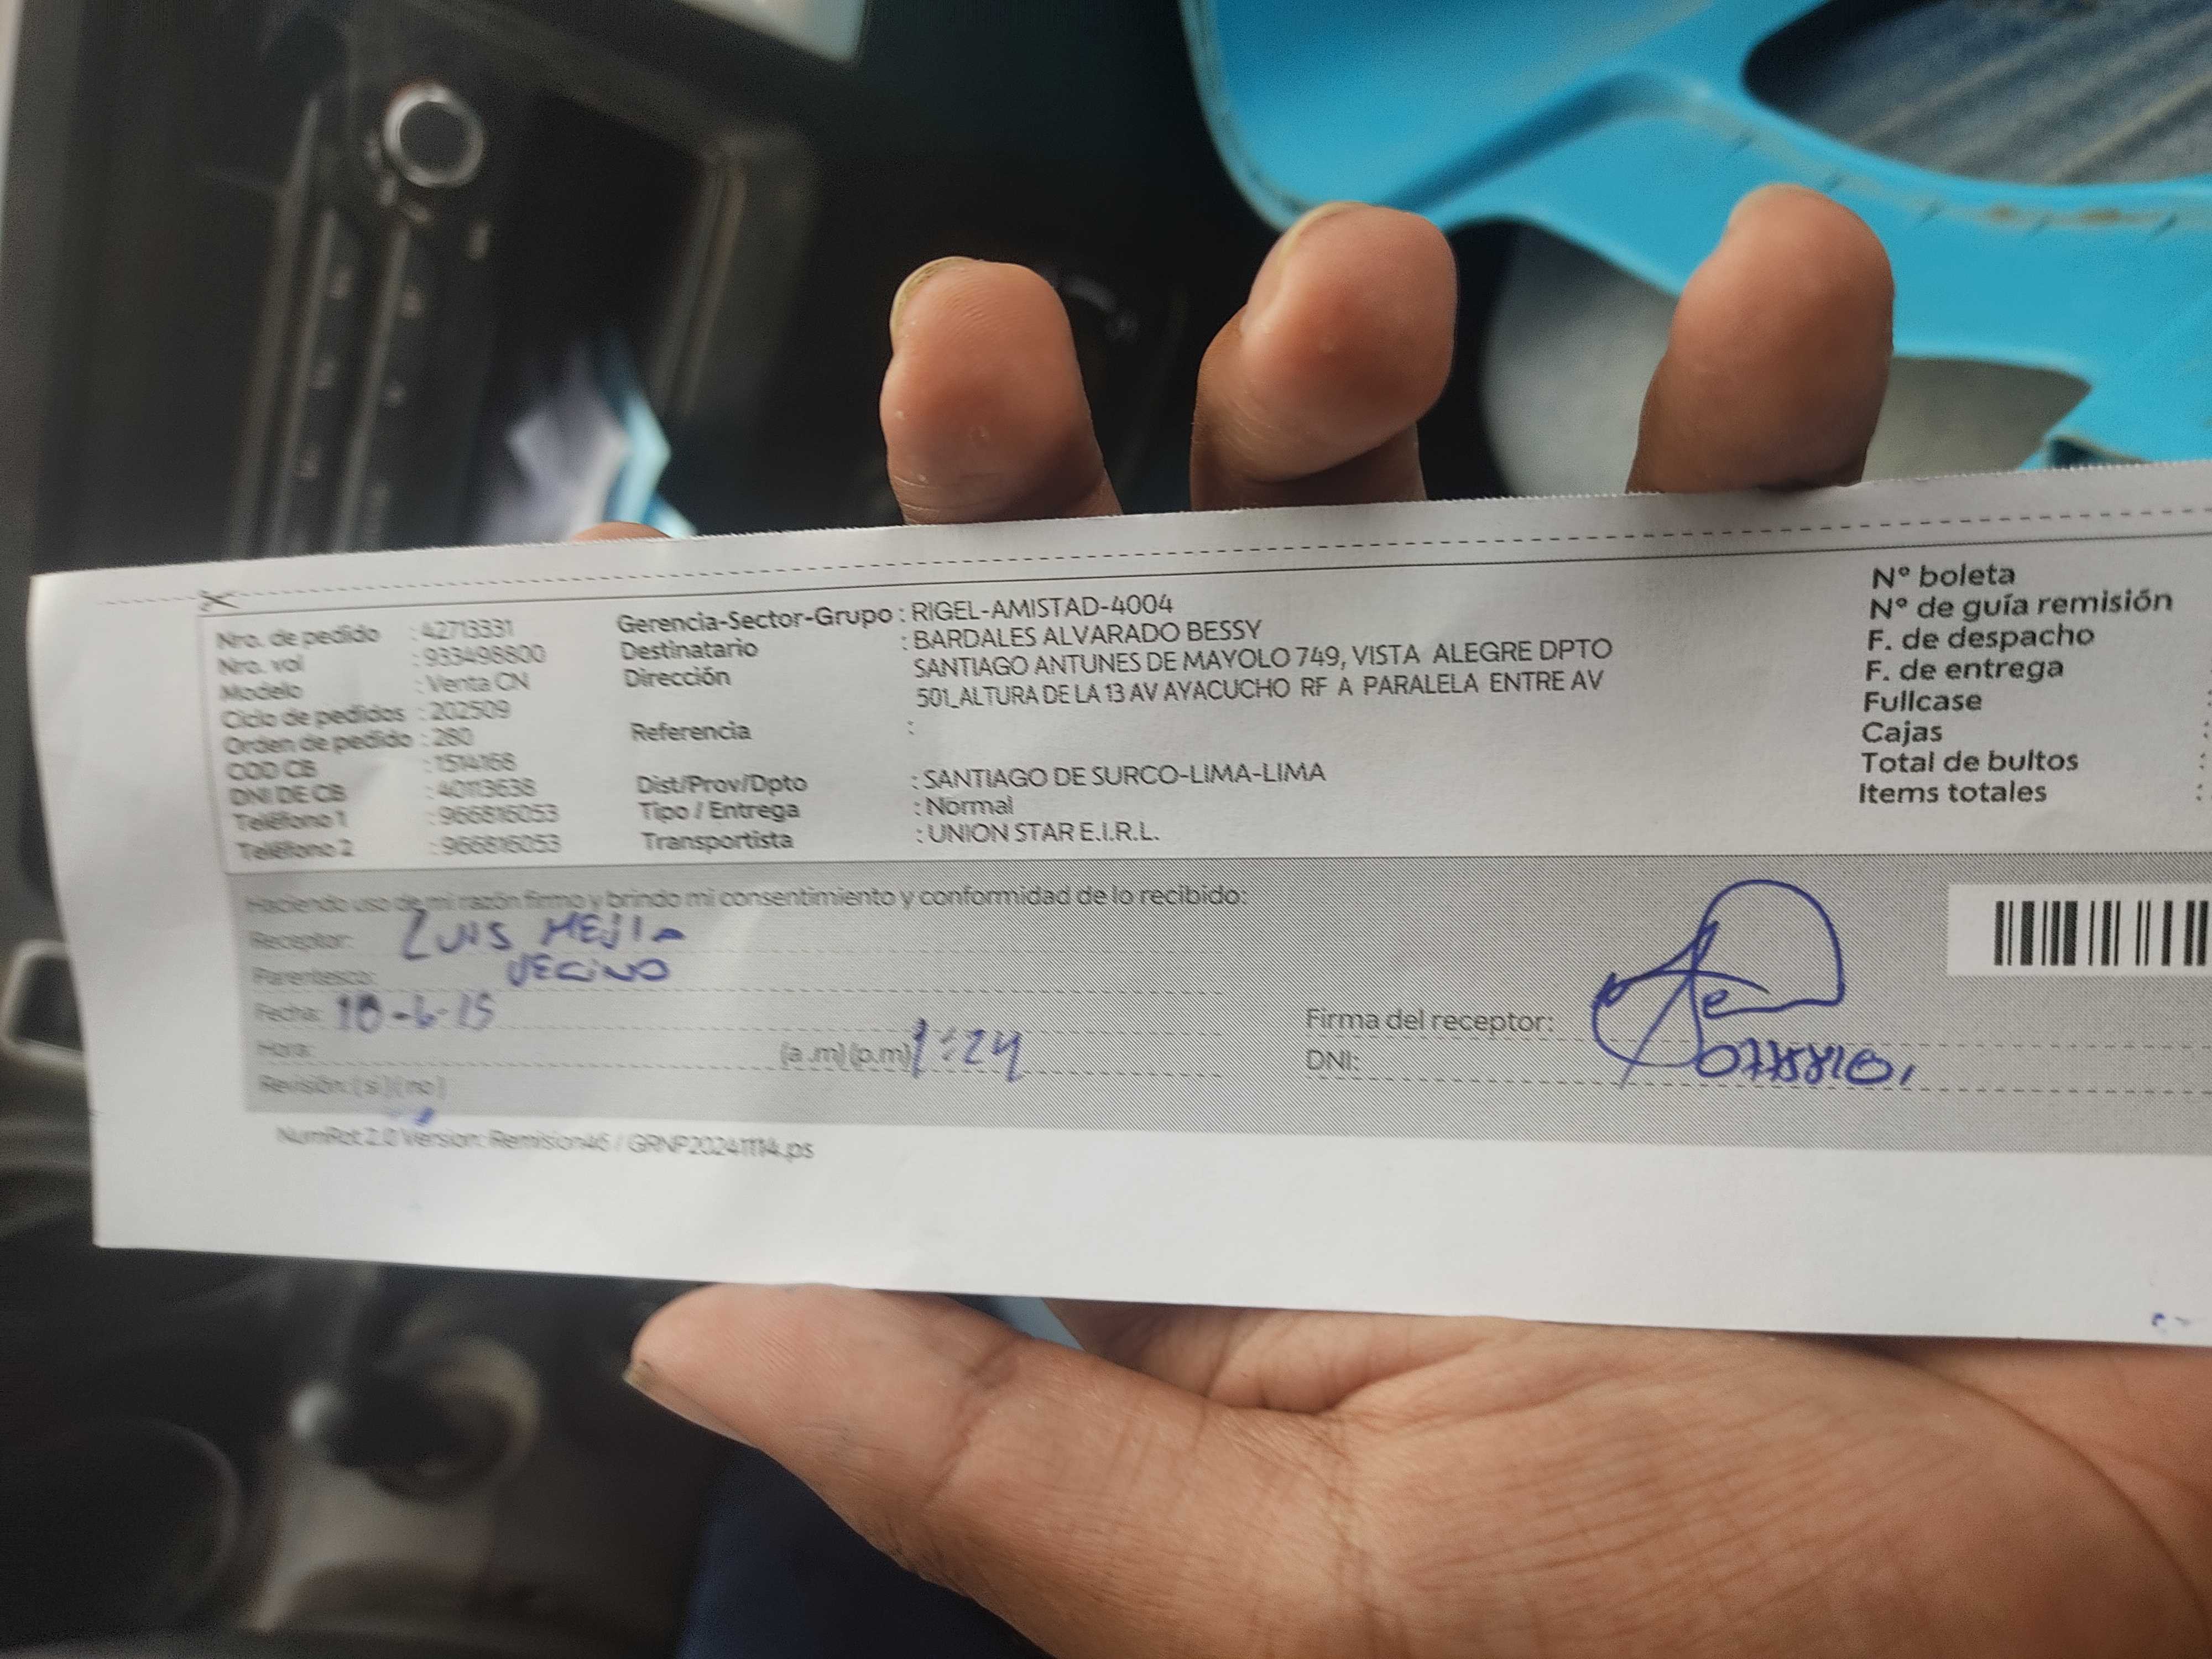 Nro. de pedido : 42713331
Nro. vol : 933498800
Modelo : Venta CN
Ciclo de pedidos : 202509
Orden de pedido : 280
COD CB : 1514168
DNI DE CB : 40113638
Teléfono 1 : 966816053
Teléfono 2 : 966816053
Gerencia-Sector-Grupo : RIGEL-AMISTAD-4004
Destinatario : BARDALES ALVARADO BESSY
Dirección SANTIAGO ANTUNES DE MAYOLO 749, VISTA ALEGRE DPTO
501_ALTURA DE LA 13 AV AYACUCHO RF A PARALELA ENTRE AV
Referencia :
Dist/Prov/Dpto : SANTIAGO DE SURCO-LIMA-LIMA
Tipo / Entrega : Normal
Transportista : UNION STAR E.I.R.L.
N° boleta
N° de guía remisión
F. de despacho
F. de entrega
Fullcase
Cajas :
Total de bultos :
Items totales :
Haciendo uso de mi razón firmo y brindo mi consentimiento y conformidad de lo recibido:
Receptor: LUIS MEJIA
Parentesco: VECINO
Fecha:
Hora: (a.m) (p.m) 1:24
Revisión: (si) (no)
Firma del receptor:
DNI:
NumRot 2.0 Version: Remision46 / GRNP20241114.ps